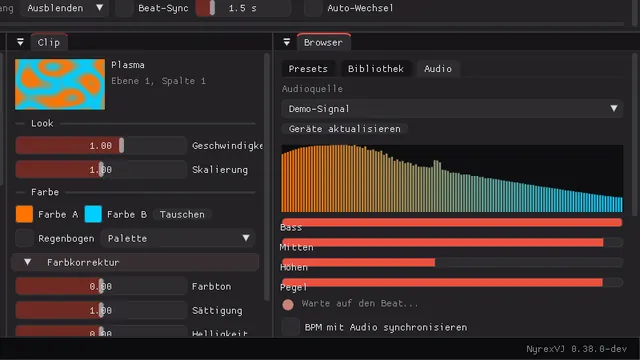 Ausblenden Beat-Sync 1.5 s Auto-Wechsel
Clip
Plasma
Ebene 1, Spalte 1
Look
1.00 Geschwindigke
1.00 Skalierung
Farbe
Farbe A Farbe B Tauschen
Regenbogen Palette
Farbkorrektur
0.00 Farbton
1.00 Sättigung
0.00 Helligkeit
Browser
Presets Bibliothek Audio
Audioquelle
Demo-Signal
Geräte aktualisieren
Bass
Mitten
Höhen
Pegel
Warte auf den Beat...
BPM mit Audio synchronisieren
NyrexVJ 0.38.0-dev